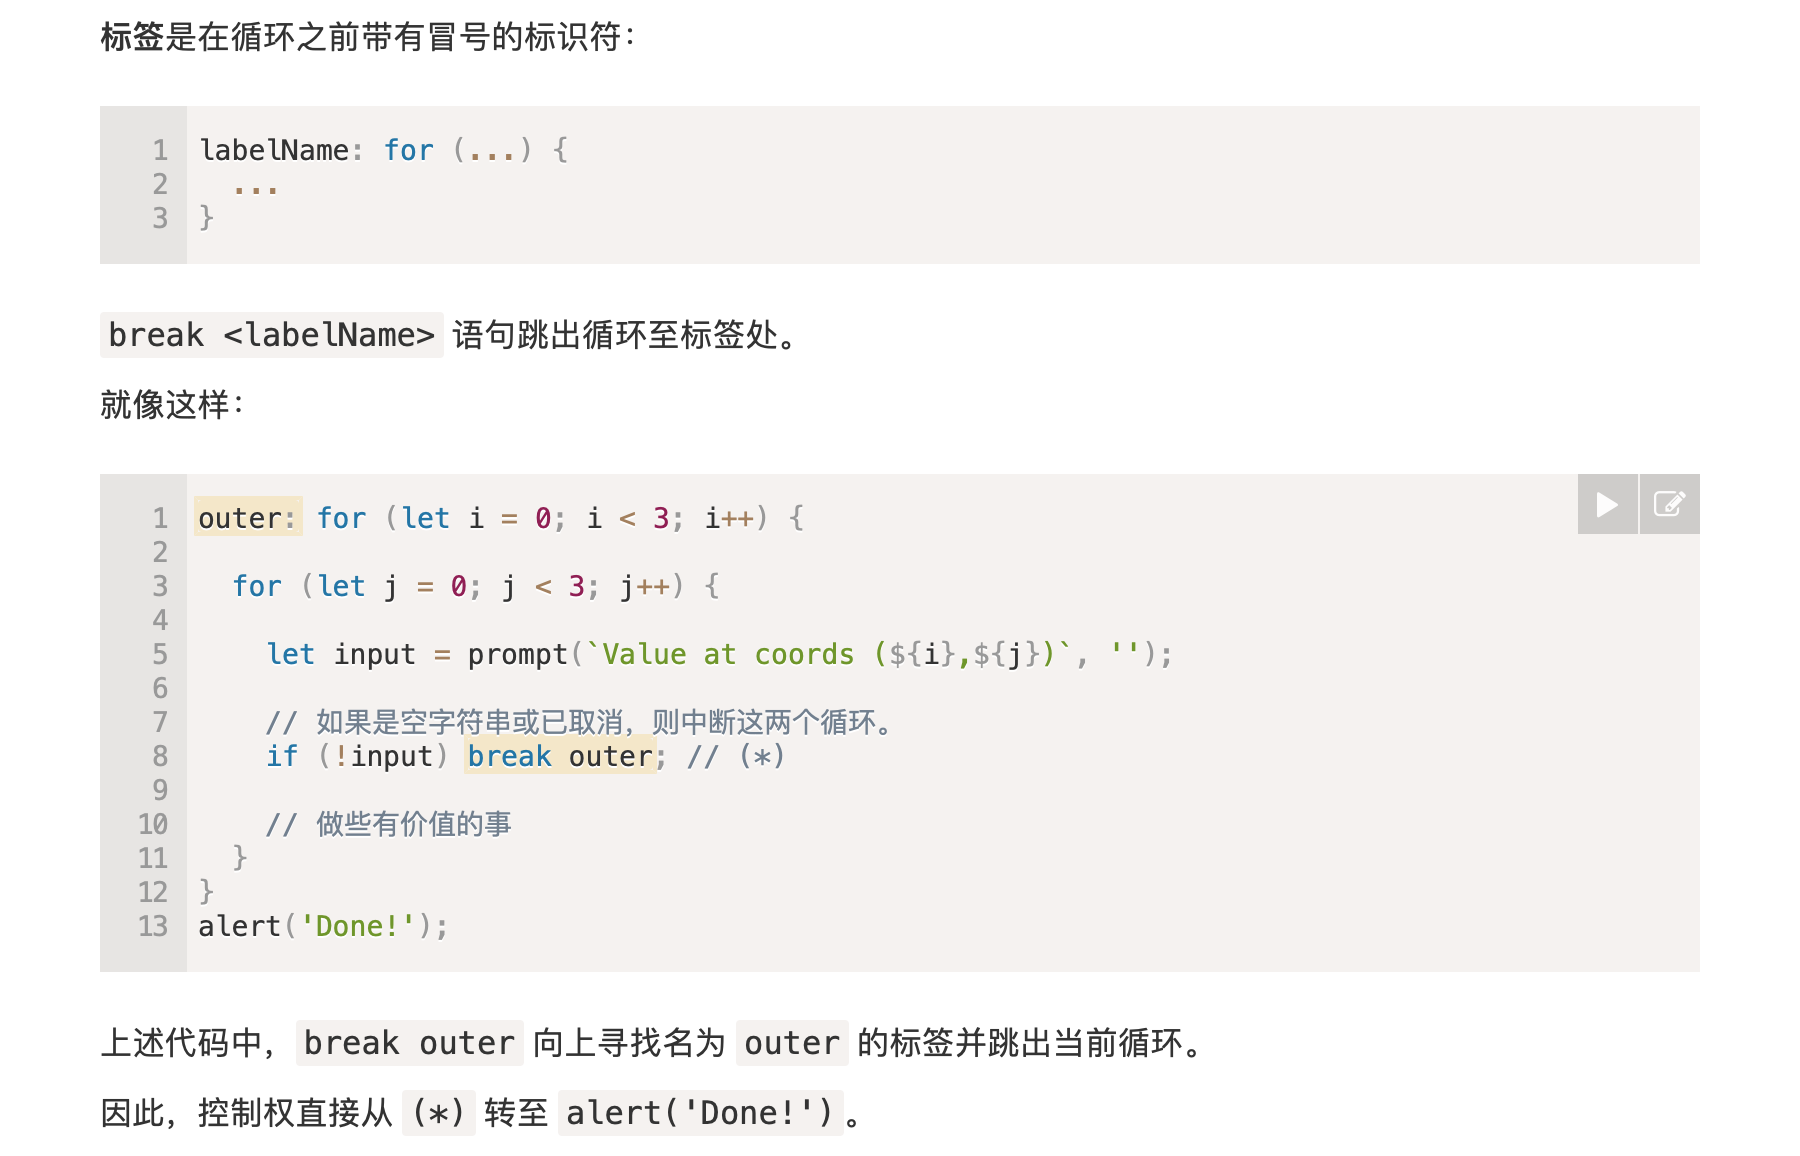 标签是在循环之前带有冒号的标识符：
1 labelName: for (...) {
2   ...
3 }
break <labelName> 语句跳出循环至标签处。
就像这样：
1 outer: for (let i = 0; i < 3; i++) {
2
3   for (let j = 0; j < 3; j++) {
4
5     let input = prompt(`Value at coords (${i},${j})`, '');
6
7     // 如果是空字符串或已取消，则中断这两个循环。
8     if (!input) break outer; // (*)
9
10     // 做些有价值的事
11   }
12 }
13 alert('Done!');
上述代码中，break outer 向上寻找名为 outer 的标签并跳出当前循环。
因此，控制权直接从 (*) 转至 alert('Done!')。